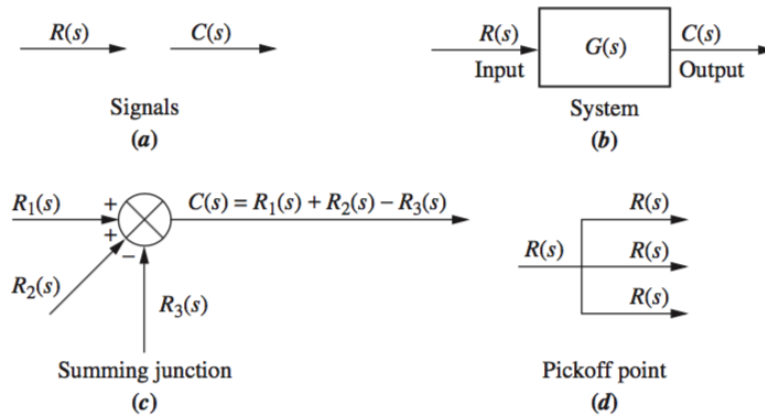 R(s)
C(s)
Signals
(a)
R(s)
Input
G(s)
C(s)
Output
System
(b)
R₁(s)
+
+
−
R₂(s)
R₃(s)
C(s) = R₁(s) + R₂(s) − R₃(s)
Summing junction
(c)
R(s)
R(s)
R(s)
R(s)
Pickoff point
(d)